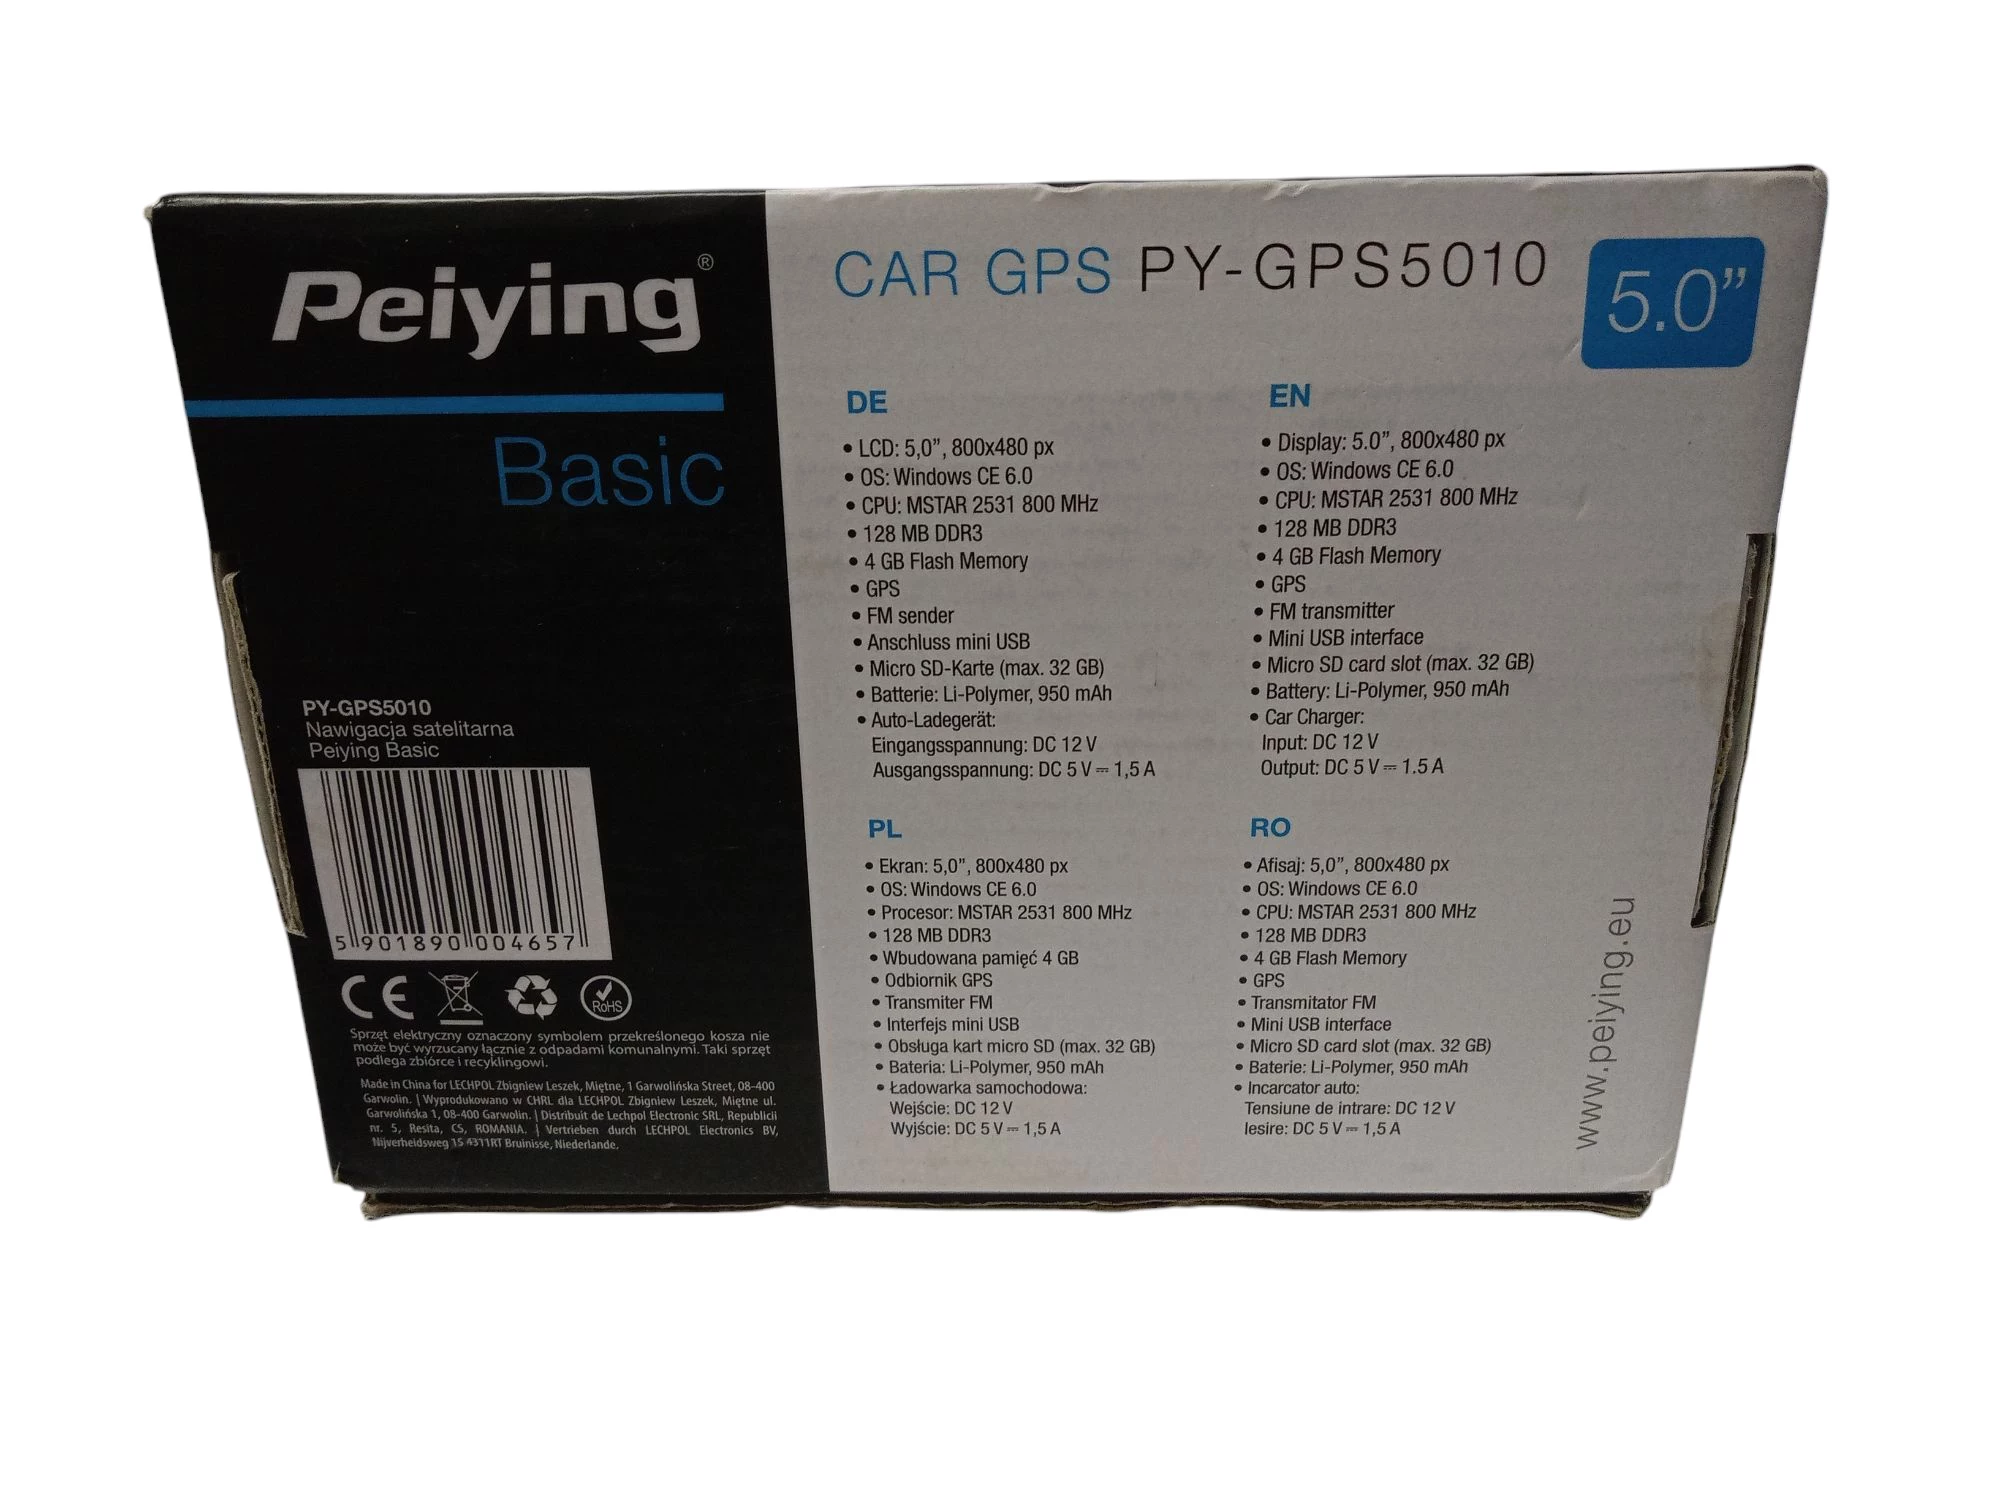 Peiying®
Basic
PY-GPS5010
Nawigacja satelitarna
Peiying Basic
5 901890 004657
CE
RoHS
Sprzęt elektryczny oznaczony symbolem przekreślonego kosza nie
może być wyrzucany łącznie z odpadami komunalnymi. Taki sprzęt
podlega zbiórce i recyklingowi.
Made in China for LECHPOL Zbigniew Leszek, Miętne, 1 Garwolińska Street, 08-400
Garwolin. | Wyprodukowano w CHRL dla LECHPOL Zbigniew Leszek, Miętne ul.
Garwolińska 1, 08-400 Garwolin. | Distribuit de Lechpol Electronic SRL, Republicii
nr. 5, Resita, CS, ROMANIA. | Vertrieben durch LECHPOL Electronics BV,
Nijverheidsweg 15 4311RT Bruinisse, Niederlande.
CAR GPS PY-GPS5010
5.0”
DE
• LCD: 5,0”, 800x480 px
• OS: Windows CE 6.0
• CPU: MSTAR 2531 800 MHz
• 128 MB DDR3
• 4 GB Flash Memory
• GPS
• FM sender
• Anschluss mini USB
• Micro SD-Karte (max. 32 GB)
• Batterie: Li-Polymer, 950 mAh
• Auto-Ladegerät:
Eingangsspannung: DC 12 V
Ausgangsspannung: DC 5 V ⎓ 1,5 A
EN
• Display: 5.0”, 800x480 px
• OS: Windows CE 6.0
• CPU: MSTAR 2531 800 MHz
• 128 MB DDR3
• 4 GB Flash Memory
• GPS
• FM transmitter
• Mini USB interface
• Micro SD card slot (max. 32 GB)
• Battery: Li-Polymer, 950 mAh
• Car Charger:
Input: DC 12 V
Output: DC 5 V ⎓ 1.5 A
PL
• Ekran: 5,0”, 800x480 px
• OS: Windows CE 6.0
• Procesor: MSTAR 2531 800 MHz
• 128 MB DDR3
• Wbudowana pamięć 4 GB
• Odbiornik GPS
• Transmiter FM
• Interfejs mini USB
• Obsługa kart micro SD (max. 32 GB)
• Bateria: Li-Polymer, 950 mAh
• Ładowarka samochodowa:
Wejście: DC 12 V
Wyjście: DC 5 V ⎓ 1,5 A
RO
• Afisaj: 5,0”, 800x480 px
• OS: Windows CE 6.0
• CPU: MSTAR 2531 800 MHz
• 128 MB DDR3
• 4 GB Flash Memory
• GPS
• Transmitator FM
• Mini USB interface
• Micro SD card slot (max. 32 GB)
• Baterie: Li-Polymer, 950 mAh
• Incarcator auto:
Tensiune de intrare: DC 12 V
Iesire: DC 5 V ⎓ 1,5 A
www.peiying.eu